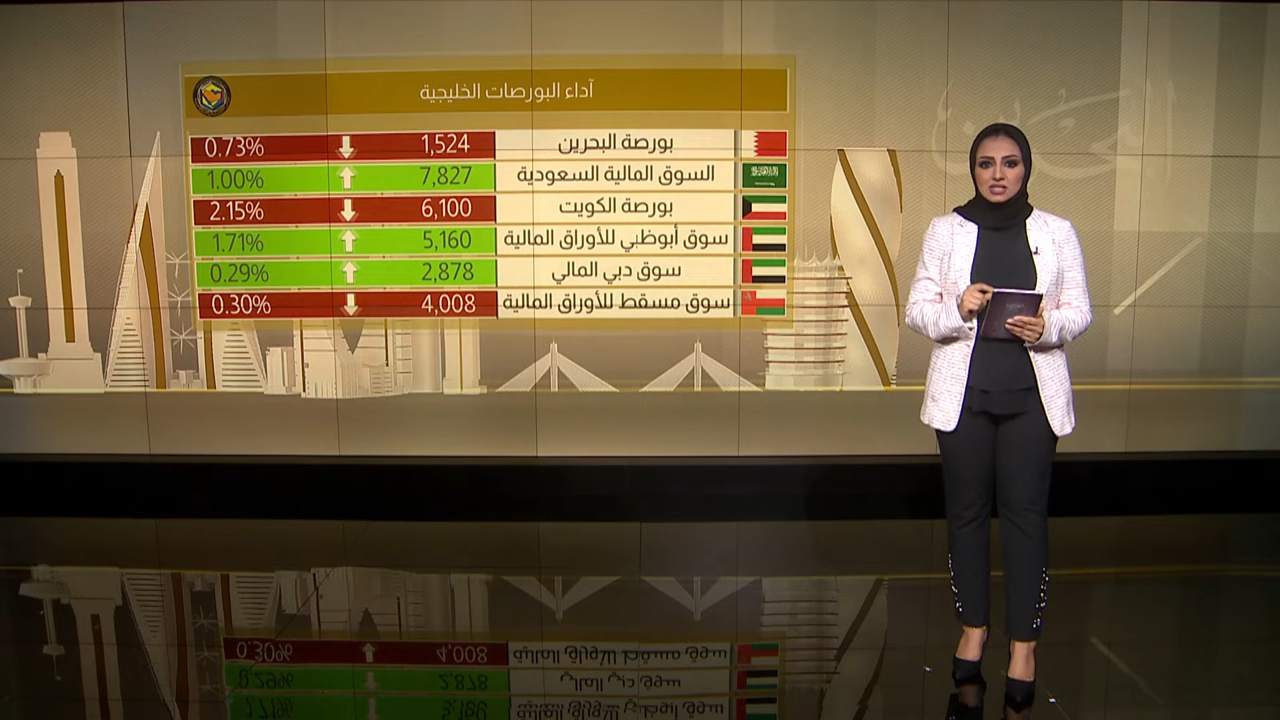 آداء البورصات الخليجية
بورصة البحرين 1,524 0.73%
السوق المالية السعودية 7,827 1.00%
بورصة الكويت 6,100 2.15%
سوق أبوظبي للأوراق المالية 5,160 1.71%
سوق دبي المالي 2,878 0.29%
سوق مسقط للأوراق المالية 4,008 0.30%